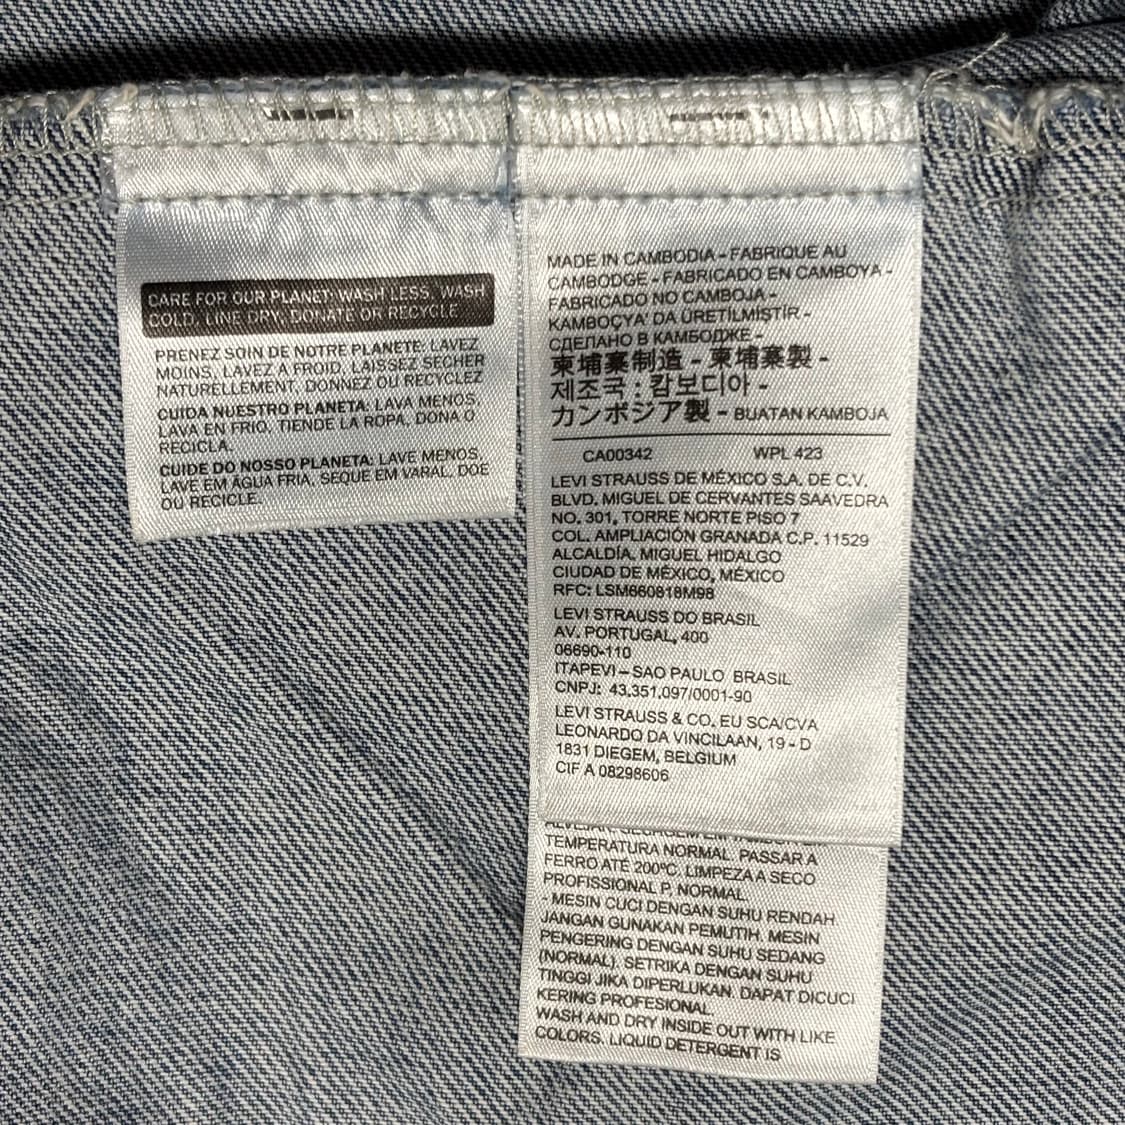 CARE FOR OUR PLANET: WASH LESS, WASH
COLD, LINE DRY, DONATE OR RECYCLE
PRENEZ SOIN DE NOTRE PLANETE: LAVEZ
MOINS, LAVEZ A FROID, LAISSEZ SECHER
NATURELLEMENT, DONNEZ OU RECYCLEZ
CUIDA NUESTRO PLANETA: LAVA MENOS,
LAVA EN FRIO, TIENDE LA ROPA, DONA O
RECICLA.
CUIDE DO NOSSO PLANETA: LAVE MENOS,
LAVE EM ÁGUA FRIA, SEQUE EM VARAL, DOE
OU RECICLE.
MADE IN CAMBODIA - FABRIQUE AU
CAMBODGE - FABRICADO EN CAMBOYA -
FABRICADO NO CAMBOJA -
KAMBOÇYA' DA ÜRETİLMİŞTİR -
СДЕЛАНО В КАМБОДЖЕ -
柬埔寨制造 - 柬埔寨製 -
제조국 : 캄보디아 -
カンボジア製 - BUATAN KAMBOJA
CA00342 WPL 423
LEVI STRAUSS DE MÉXICO S.A. DE C.V.
BLVD. MIGUEL DE CERVANTES SAAVEDRA
NO. 301, TORRE NORTE PISO 7
COL. AMPLIACIÓN GRANADA C.P. 11529
ALCALDÍA. MIGUEL HIDALGO
CIUDAD DE MÉXICO, MÉXICO
RFC: LSM660818M98
LEVI STRAUSS DO BRASIL
AV. PORTUGAL, 400
06690-110
ITAPEVI – SAO PAULO BRASIL
CNPJ: 43.351.097/0001-90
LEVI STRAUSS & CO. EU SCA/CVA
LEONARDO DA VINCILAAN, 19 - D
1831 DIEGEM, BELGIUM
CIF A 08298606
TEMPERATURA NORMAL. PASSAR A
FERRO ATÉ 200ºC. LIMPEZA A SECO
PROFISSIONAL P. NORMAL.
- MESIN CUCI DENGAN SUHU RENDAH.
JANGAN GUNAKAN PEMUTIH. MESIN
PENGERING DENGAN SUHU SEDANG
(NORMAL). SETRIKA DENGAN SUHU
TINGGI JIKA DIPERLUKAN. DAPAT DICUCI
KERING PROFESIONAL.
WASH AND DRY INSIDE OUT WITH LIKE
COLORS. LIQUID DETERGENT IS